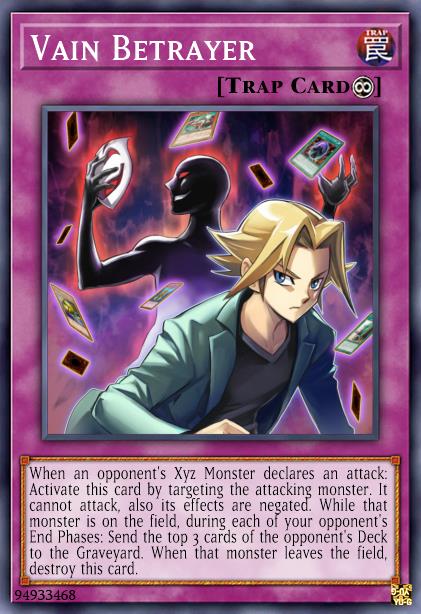 Vain Betrayer
TRAP
罠
[Trap Card]
When an opponent's Xyz Monster declares an attack:
Activate this card by targeting the attacking monster. It
cannot attack, also its effects are negated. While that
monster is on the field, during each of your opponent's
End Phases: Send the top 3 cards of the opponent's Deck
to the Graveyard. When that monster leaves the field,
destroy this card.
94933468